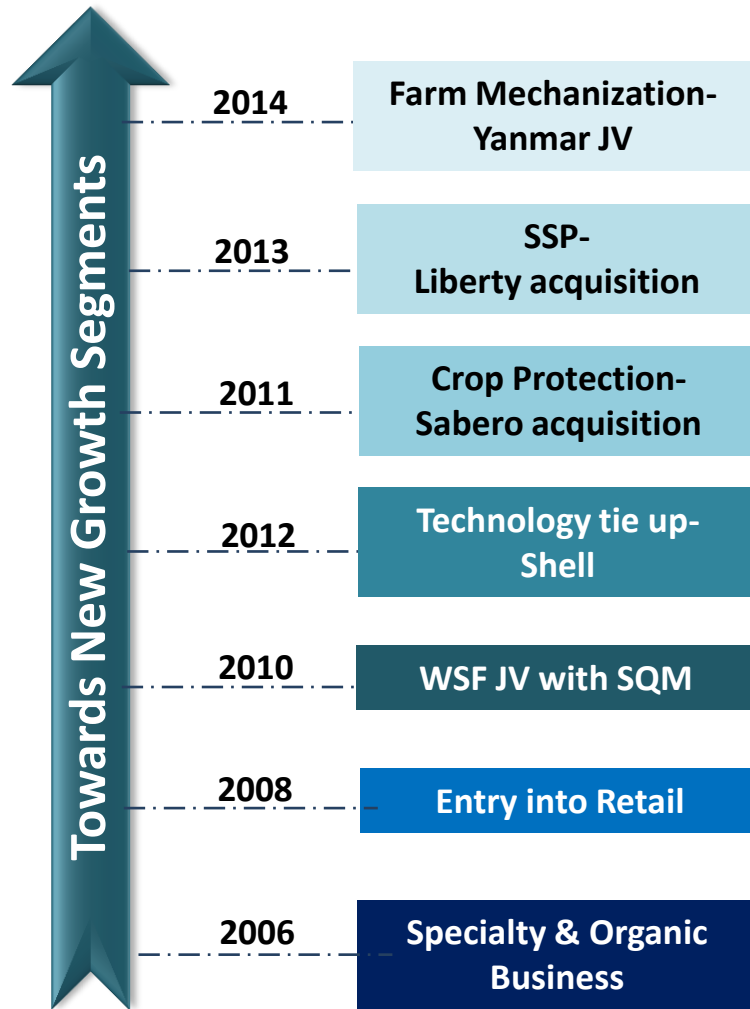 Towards New Growth Segments
2014
Farm Mechanization-
Yanmar JV
2013
SSP-
Liberty acquisition
2011
Crop Protection-
Sabero acquisition
2012
Technology tie up-
Shell
2010
WSF JV with SQM
2008
Entry into Retail
2006
Specialty & Organic
Business